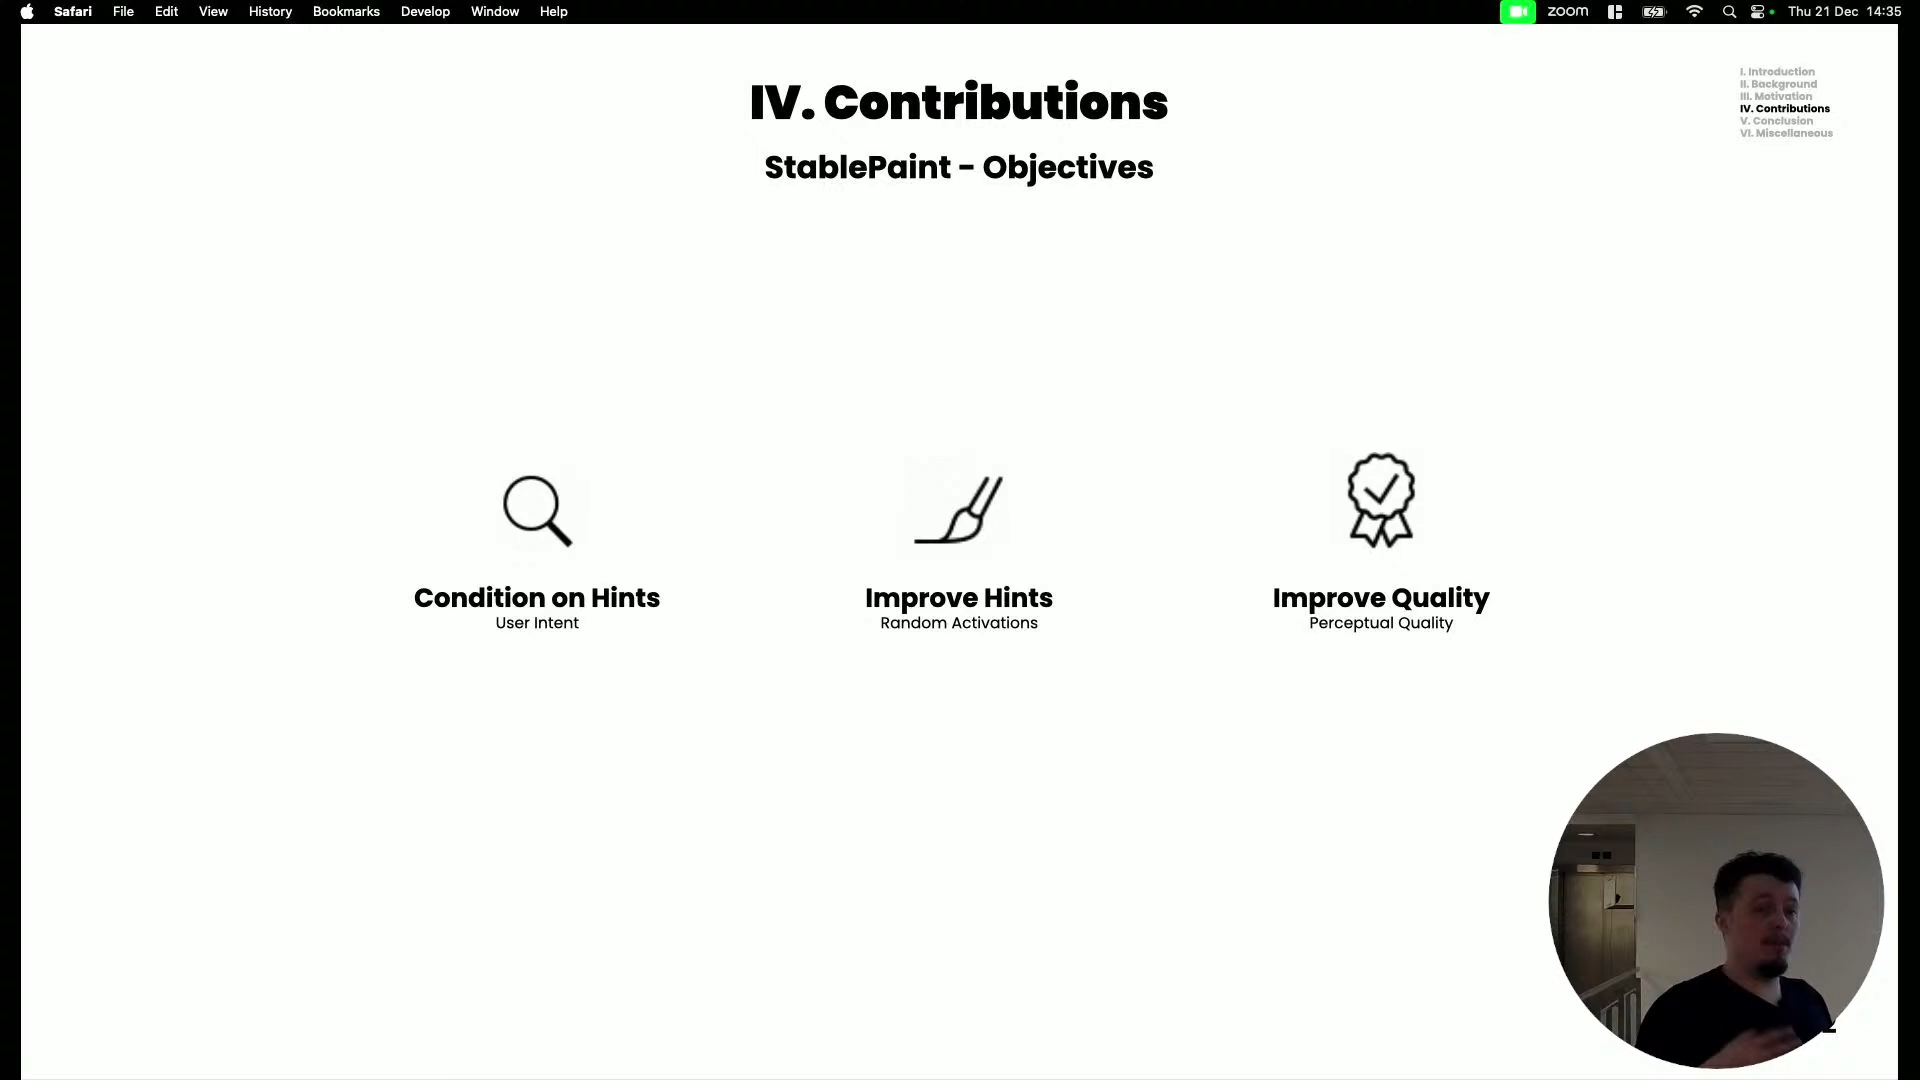 Safari File Edit View History Bookmarks Develop Window Help zoom Thu 21 Dec 14:35
IV. Contributions
StablePaint - Objectives
I. Introduction
II. Background
III. Motivation
IV. Contributions
V. Conclusion
VI. Miscellaneous
Condition on Hints
User Intent
Improve Hints
Random Activations
Improve Quality
Perceptual Quality